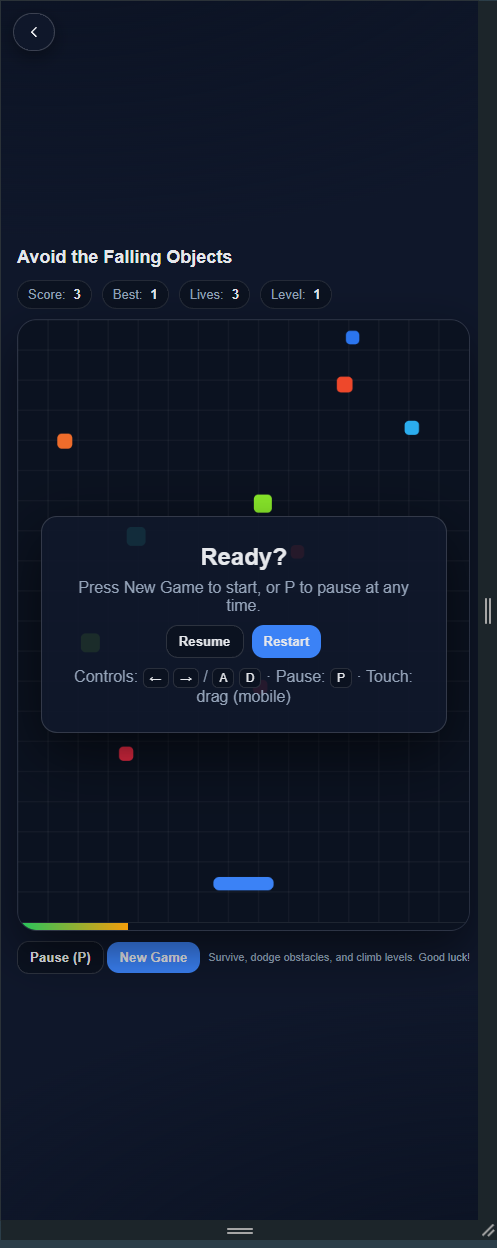 Avoid the Falling Objects
Score: 3 Best: 1 Lives: 3 Level: 1
Ready?
Press New Game to start, or P to pause at any
time.
Resume Restart
Controls: ← → / A D · Pause: P · Touch:
drag (mobile)
Pause (P) New Game Survive, dodge obstacles, and climb levels. Good luck!